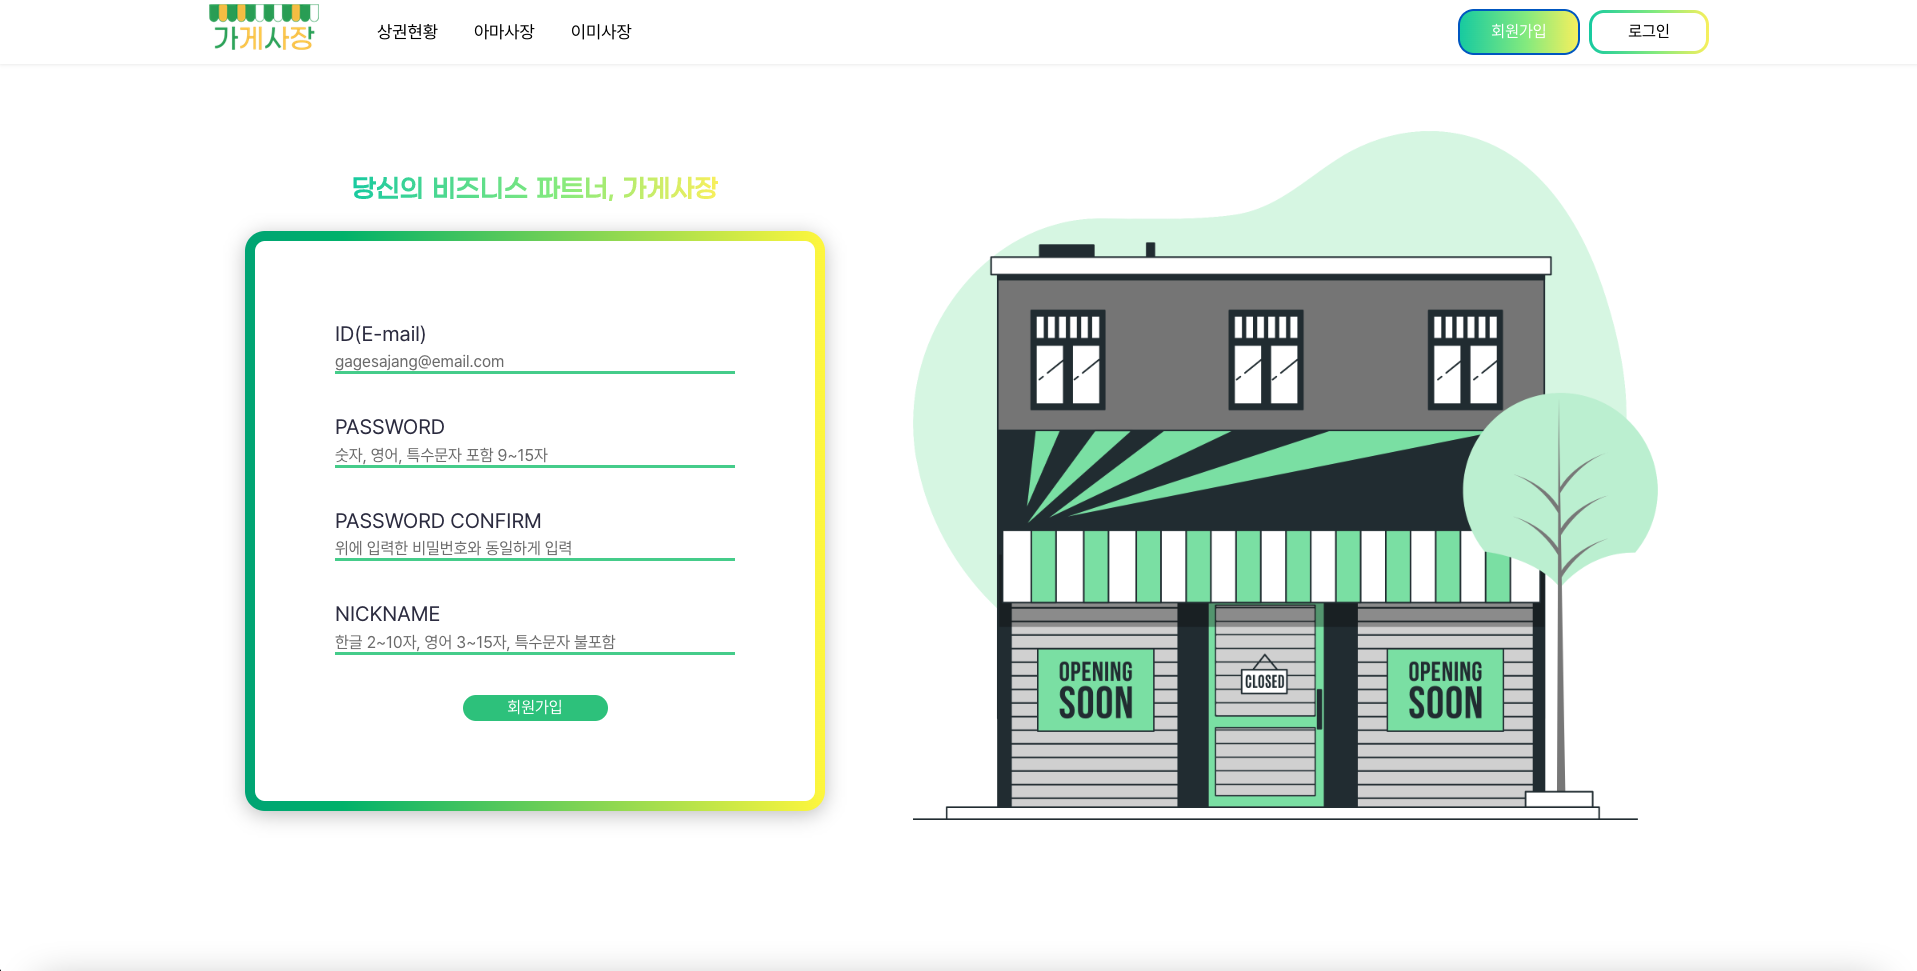 가게사장
상권현황
아마사장
이미사장
회원가입
로그인
당신의 비즈니스 파트너, 가게사장
ID(E-mail)
gagesajang@email.com
PASSWORD
숫자, 영어, 특수문자 포함 9~15자
PASSWORD CONFIRM
위에 입력한 비밀번호와 동일하게 입력
NICKNAME
한글 2~10자, 영어 3~15자, 특수문자 불포함
회원가입
OPENING
SOON
CLOSED
OPENING
SOON